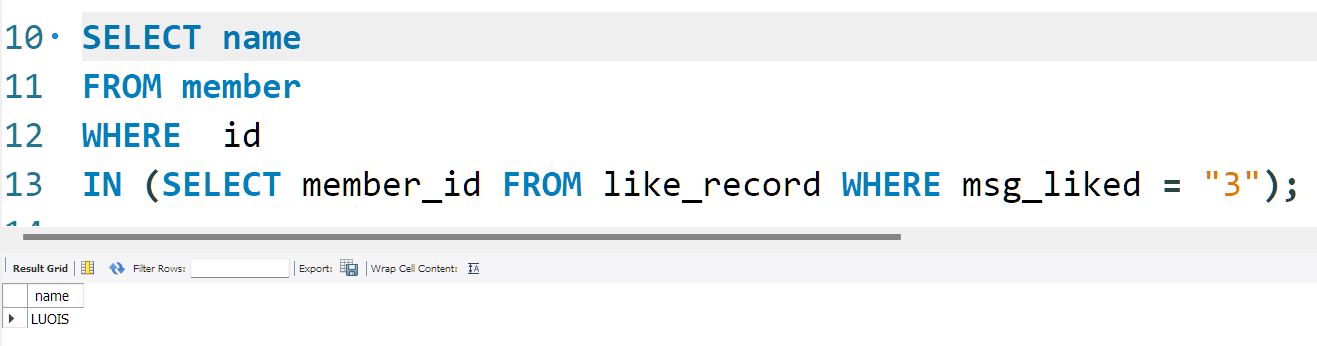 10 SELECT name
11 FROM member
12 WHERE  id
13 IN (SELECT member_id FROM like_record WHERE msg_liked = "3");
Result Grid Filter Rows: Export: Wrap Cell Content: IA
name
LUOIS